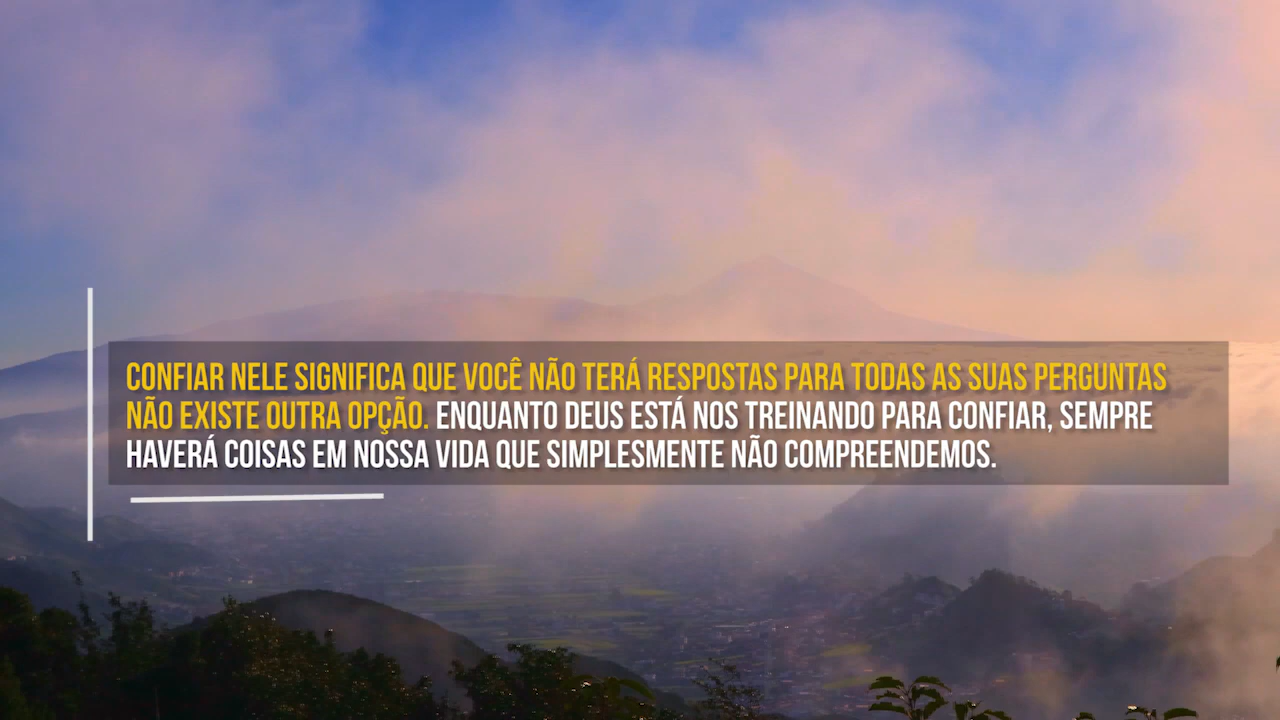 CONFIAR NELE SIGNIFICA QUE VOCÊ NÃO TERÁ RESPOSTAS PARA TODAS AS SUAS PERGUNTAS
NÃO EXISTE OUTRA OPÇÃO. ENQUANTO DEUS ESTÁ NOS TREINANDO PARA CONFIAR, SEMPRE
HAVERÁ COISAS EM NOSSA VIDA QUE SIMPLESMENTE NÃO COMPREENDEMOS.